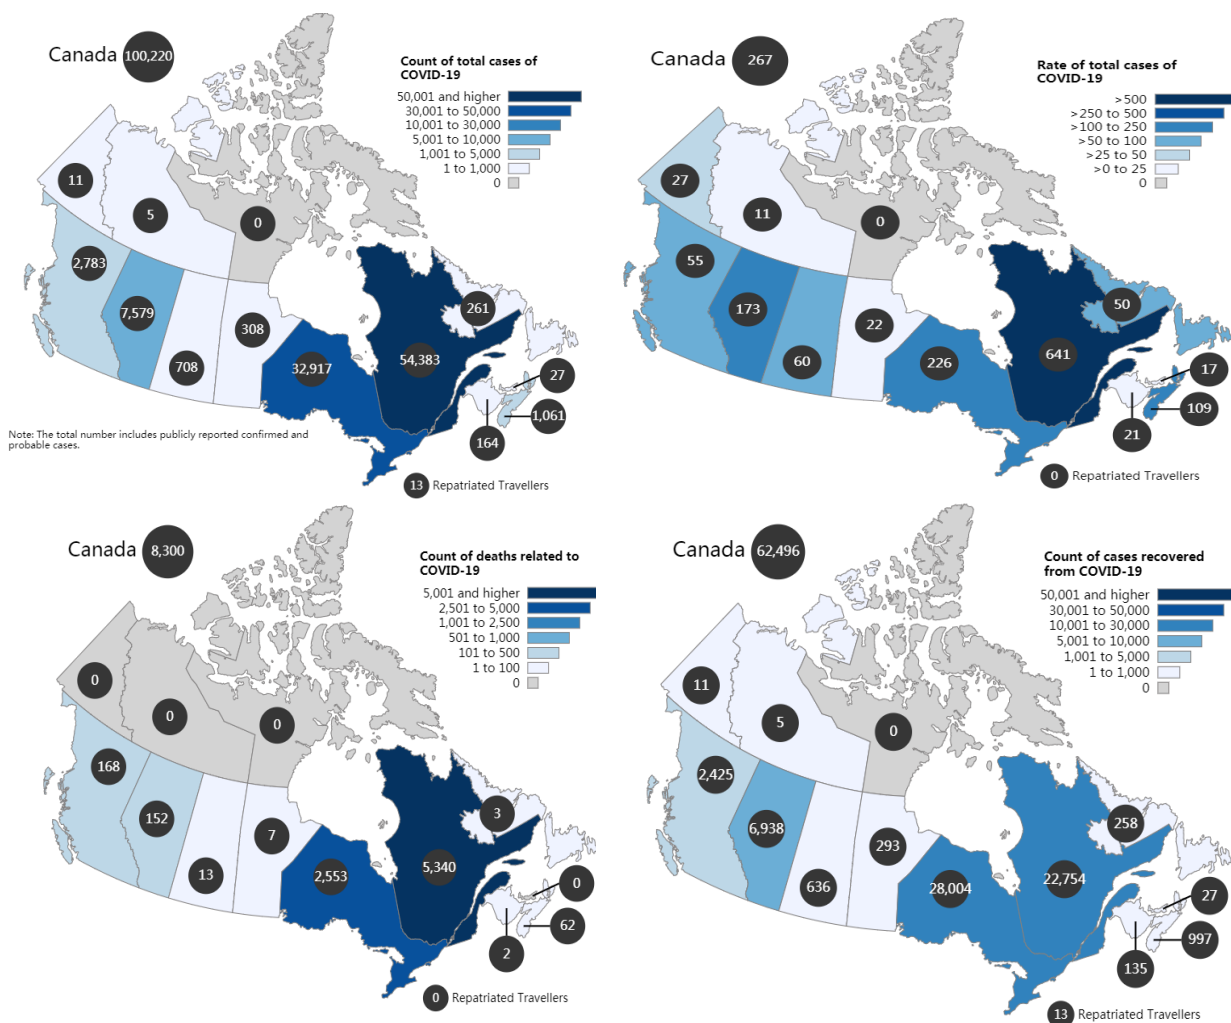 Canada 100,220
Count of total cases of
COVID-19
50,001 and higher
30,001 to 50,000
10,001 to 30,000
5,001 to 10,000
1,001 to 5,000
1 to 1,000
0
11
5
0
2,783
7,579
708
308
32,917
54,383
261
27
1,061
164
Note: The total number includes publicly reported confirmed and
probable cases.
13 Repatriated Travellers
Canada 267
Rate of total cases of
COVID-19
>500
>250 to 500
>100 to 250
>50 to 100
>25 to 50
>0 to 25
0
27
11
0
55
173
60
22
226
641
50
17
109
21
0 Repatriated Travellers
Canada 8,300
Count of deaths related to
COVID-19
5,001 and higher
2,501 to 5,000
1,001 to 2,500
501 to 1,000
101 to 500
1 to 100
0
0
0
0
168
152
13
7
2,553
5,340
3
0
62
2
0 Repatriated Travellers
Canada 62,496
Count of cases recovered
from COVID-19
50,001 and higher
30,001 to 50,000
10,001 to 30,000
5,001 to 10,000
1,001 to 5,000
1 to 1,000
0
11
5
0
2,425
6,938
636
293
28,004
22,754
258
27
997
135
13 Repatriated Travellers